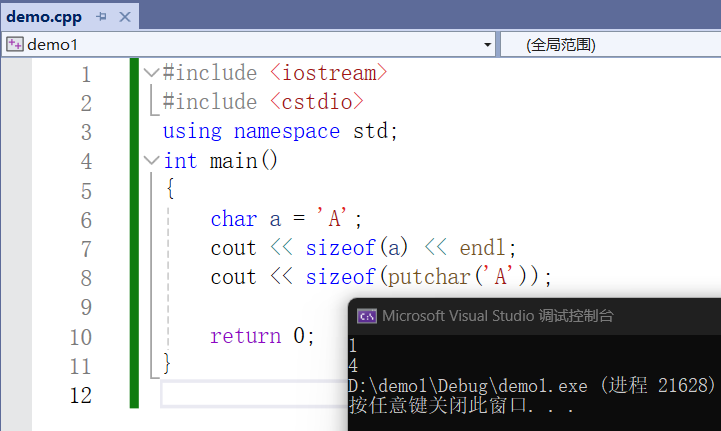 demo.cpp
demo1
(全局范围)
1 #include <iostream>
2 #include <cstdio>
3 using namespace std;
4 int main()
5 {
6 char a = 'A';
7 cout << sizeof(a) << endl;
8 cout << sizeof(putchar('A'));
9
10 return 0;
11 }
12
Microsoft Visual Studio 调试控制台
1
4
D:\demo1\Debug\demo1.exe (进程 21628)
按任意键关闭此窗口. . .